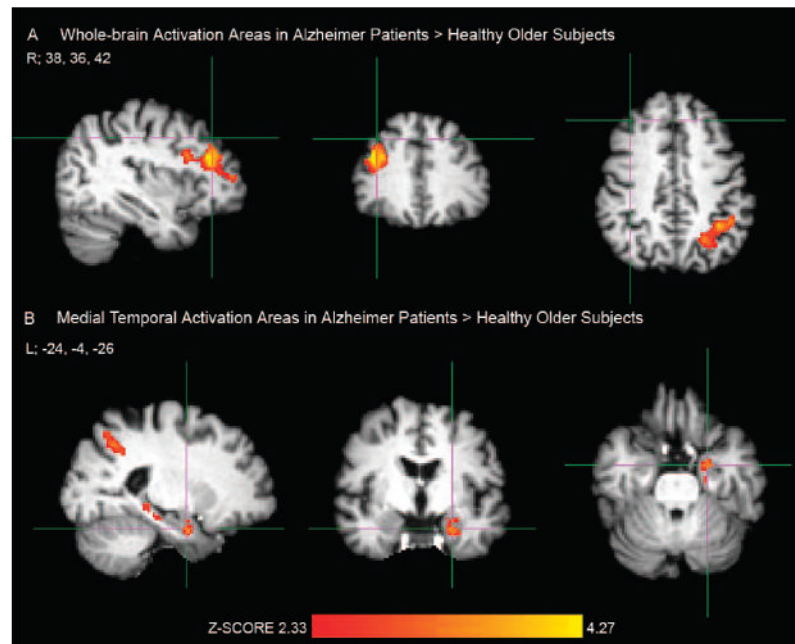 A Whole-brain Activation Areas in Alzheimer Patients > Healthy Older Subjects
R; 38, 36, 42
B Medial Temporal Activation Areas in Alzheimer Patients > Healthy Older Subjects
L; -24, -4, -26
Z-SCORE 2.33 4.27